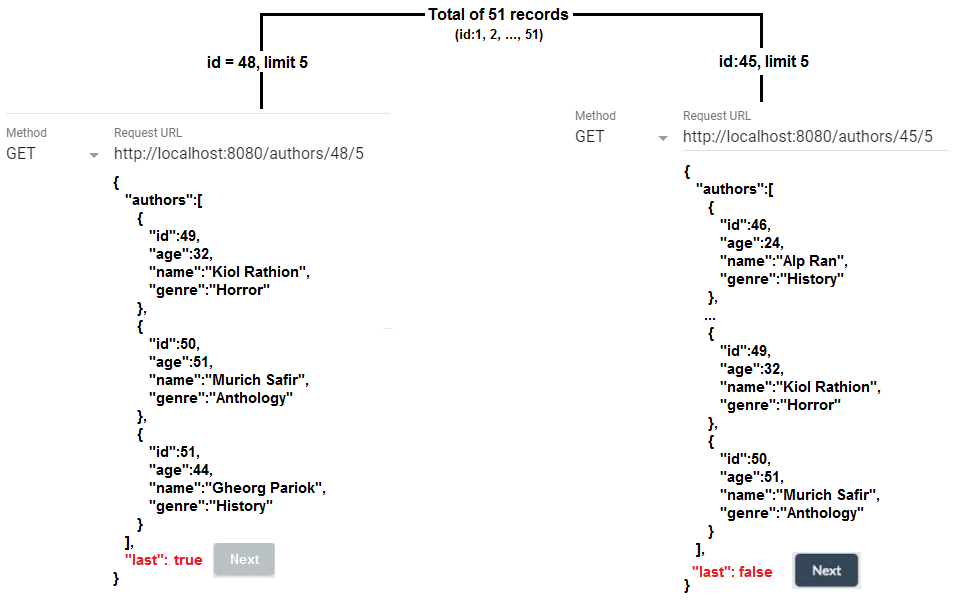 Total of 51 records
(id:1, 2, ..., 51)
id = 48, limit 5
Method
Request URL
GET
http://localhost:8080/authors/48/5
{
"authors":[
{
"id":49,
"age":32,
"name":"Kiol Rathion",
"genre":"Horror"
},
{
"id":50,
"age":51,
"name":"Murich Safir",
"genre":"Anthology"
},
{
"id":51,
"age":44,
"name":"Gheorg Pariok",
"genre":"History"
}
],
"last": true
Next
}
id:45, limit 5
Method
Request URL
GET
http://localhost:8080/authors/45/5
{
"authors":[
{
"id":46,
"age":24,
"name":"Alp Ran",
"genre":"History"
},
...
{
"id":49,
"age":32,
"name":"Kiol Rathion",
"genre":"Horror"
},
{
"id":50,
"age":51,
"name":"Murich Safir",
"genre":"Anthology"
}
],
"last": false
Next
}